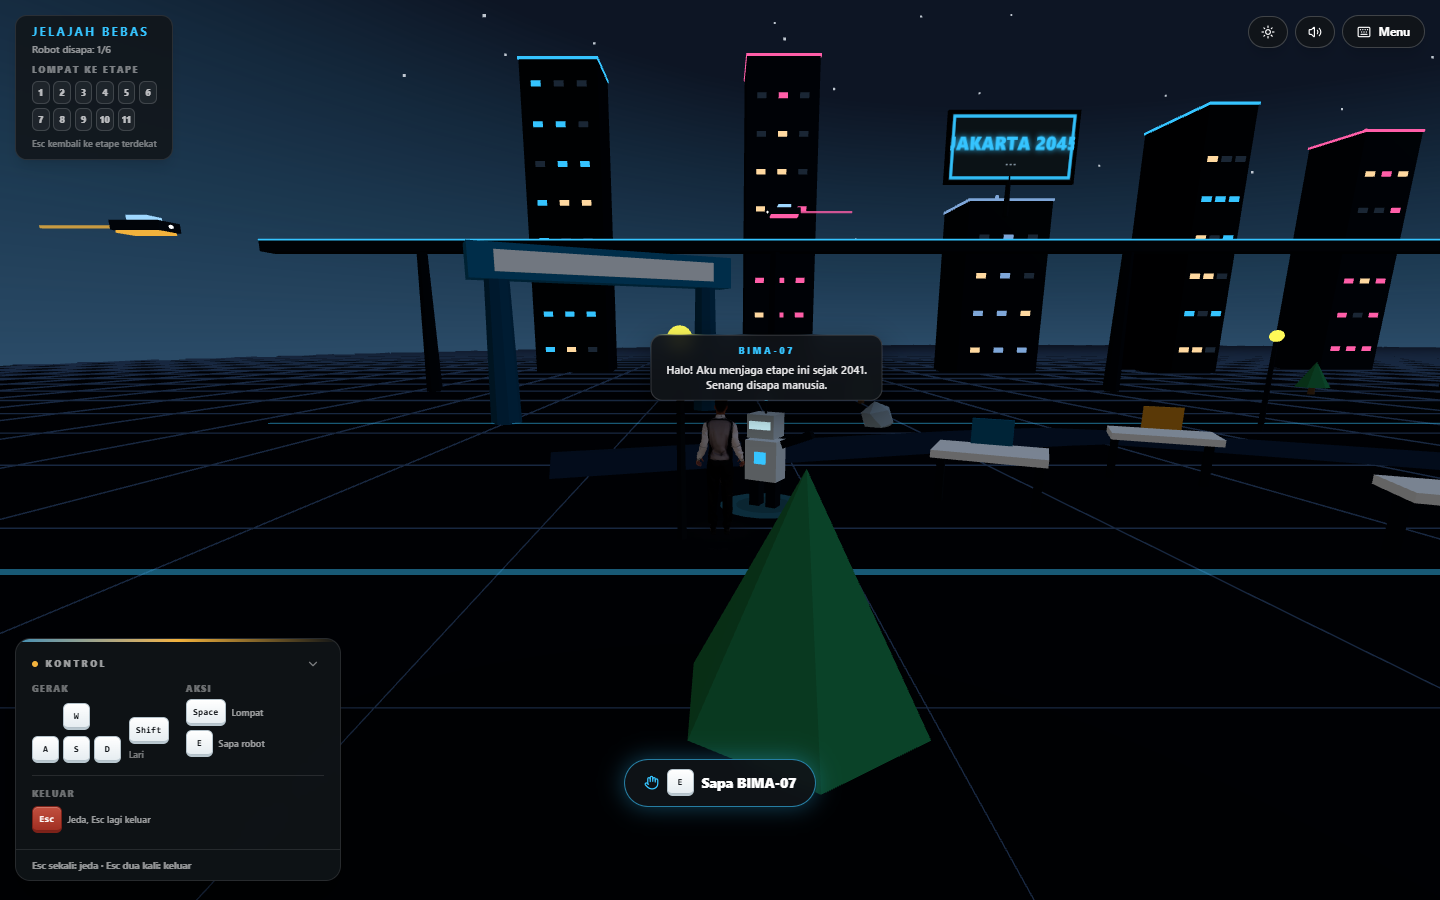 JELAJAH BEBAS
Robot disapa: 1/6
LOMPAT KE ETAPE
1 2 3 4 5 6
7 8 9 10 11
Esc kembali ke etape terdekat
Menu
JAKARTA 2045
...
BIMA-07
Halo! Aku menjaga etape ini sejak 2041.
Senang disapa manusia.
KONTROL
GERAK
W
A S D
Shift
Lari
AKSI
Space Lompat
E Sapa robot
KELUAR
Esc Jeda, Esc lagi keluar
Esc sekali: jeda · Esc dua kali: keluar
E Sapa BIMA-07